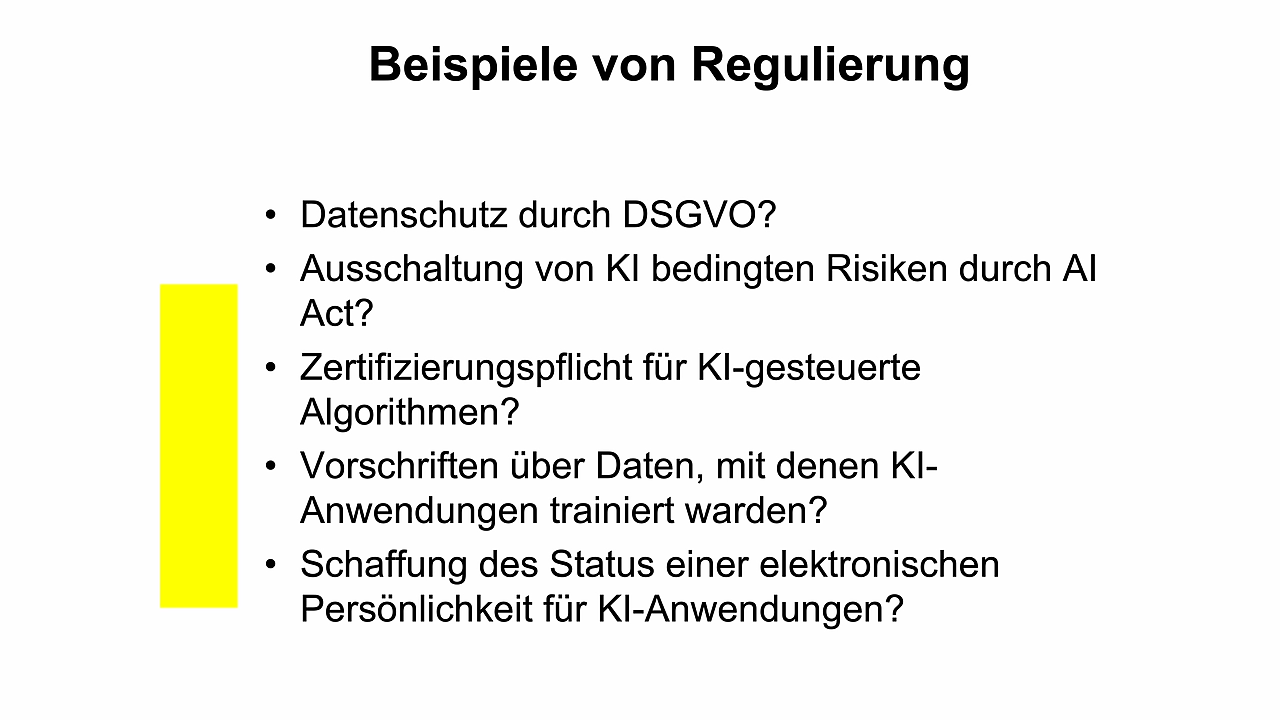 Beispiele von Regulierung
• Datenschutz durch DSGVO?
• Ausschaltung von KI bedingten Risiken durch AI
Act?
• Zertifizierungspflicht für KI-gesteuerte
Algorithmen?
• Vorschriften über Daten, mit denen KI-
Anwendungen trainiert warden?
• Schaffung des Status einer elektronischen
Persönlichkeit für KI-Anwendungen?